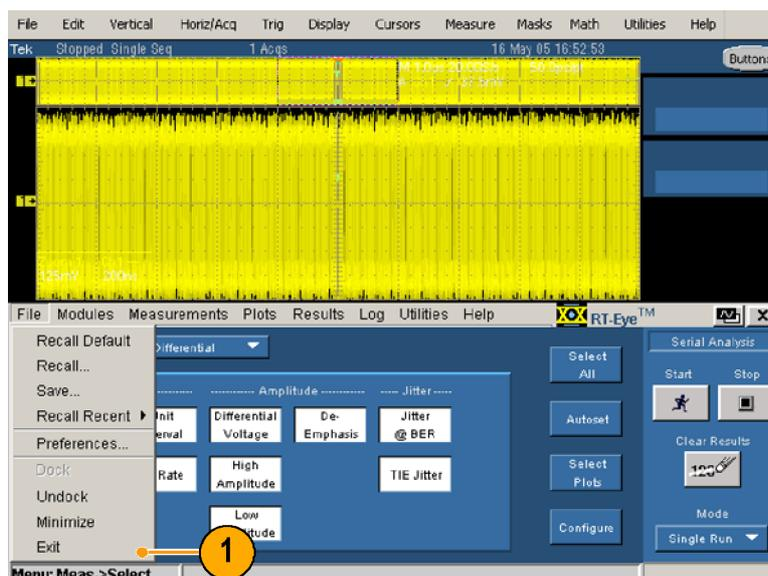 File Edit Vertical Horiz/Acq Trig Display Cursors Measure Masks Math Utilities Help
Tek Stopped Single Seq 1 Acqs 16 May 05 16:52:53
Button
125mV 200ns
File Modules Measurements Plots Results Log Utilities Help RT-Eye™ X
Recall Default
Recall...
Save...
Recall Recent
Preferences...
Dock
Undock
Minimize
Exit
Differential
Amplitude
Jitter
Differential Voltage
De-Emphasis
Jitter @ BER
Rate
High Amplitude
TIE Jitter
Low
Select All
Autoset
Select Plots
Configure
Serial Analysis
Start Stop
Clear Results
Mode
Single Run
1
Menu: Meas >Select